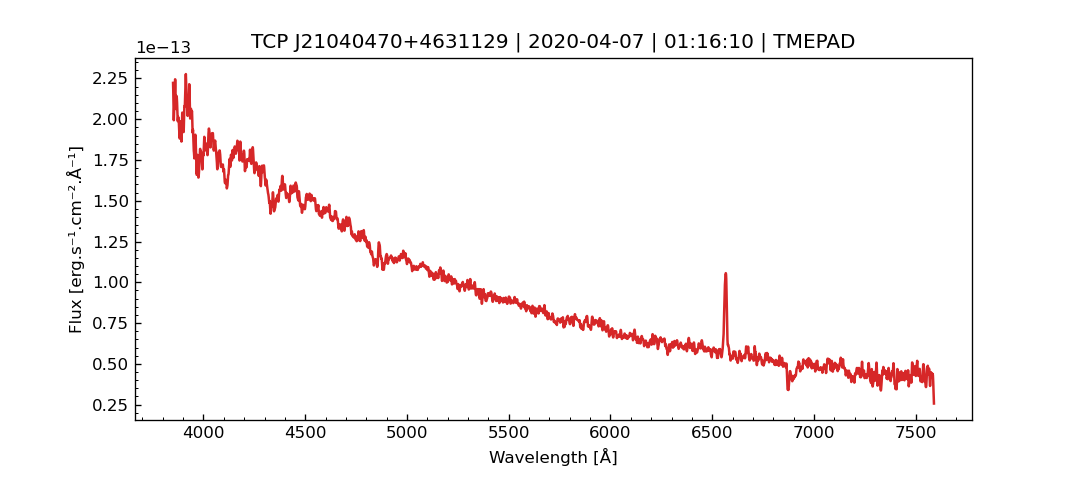 TCP J21040470+4631129 | 2020-04-07 | 01:16:10 | TMEPAD
1e−13
2.25
2.00
1.75
1.50
1.25
1.00
0.75
0.50
0.25
Flux [erg.s⁻¹.cm⁻².Å⁻¹]
4000 4500 5000 5500 6000 6500 7000 7500
Wavelength [Å]